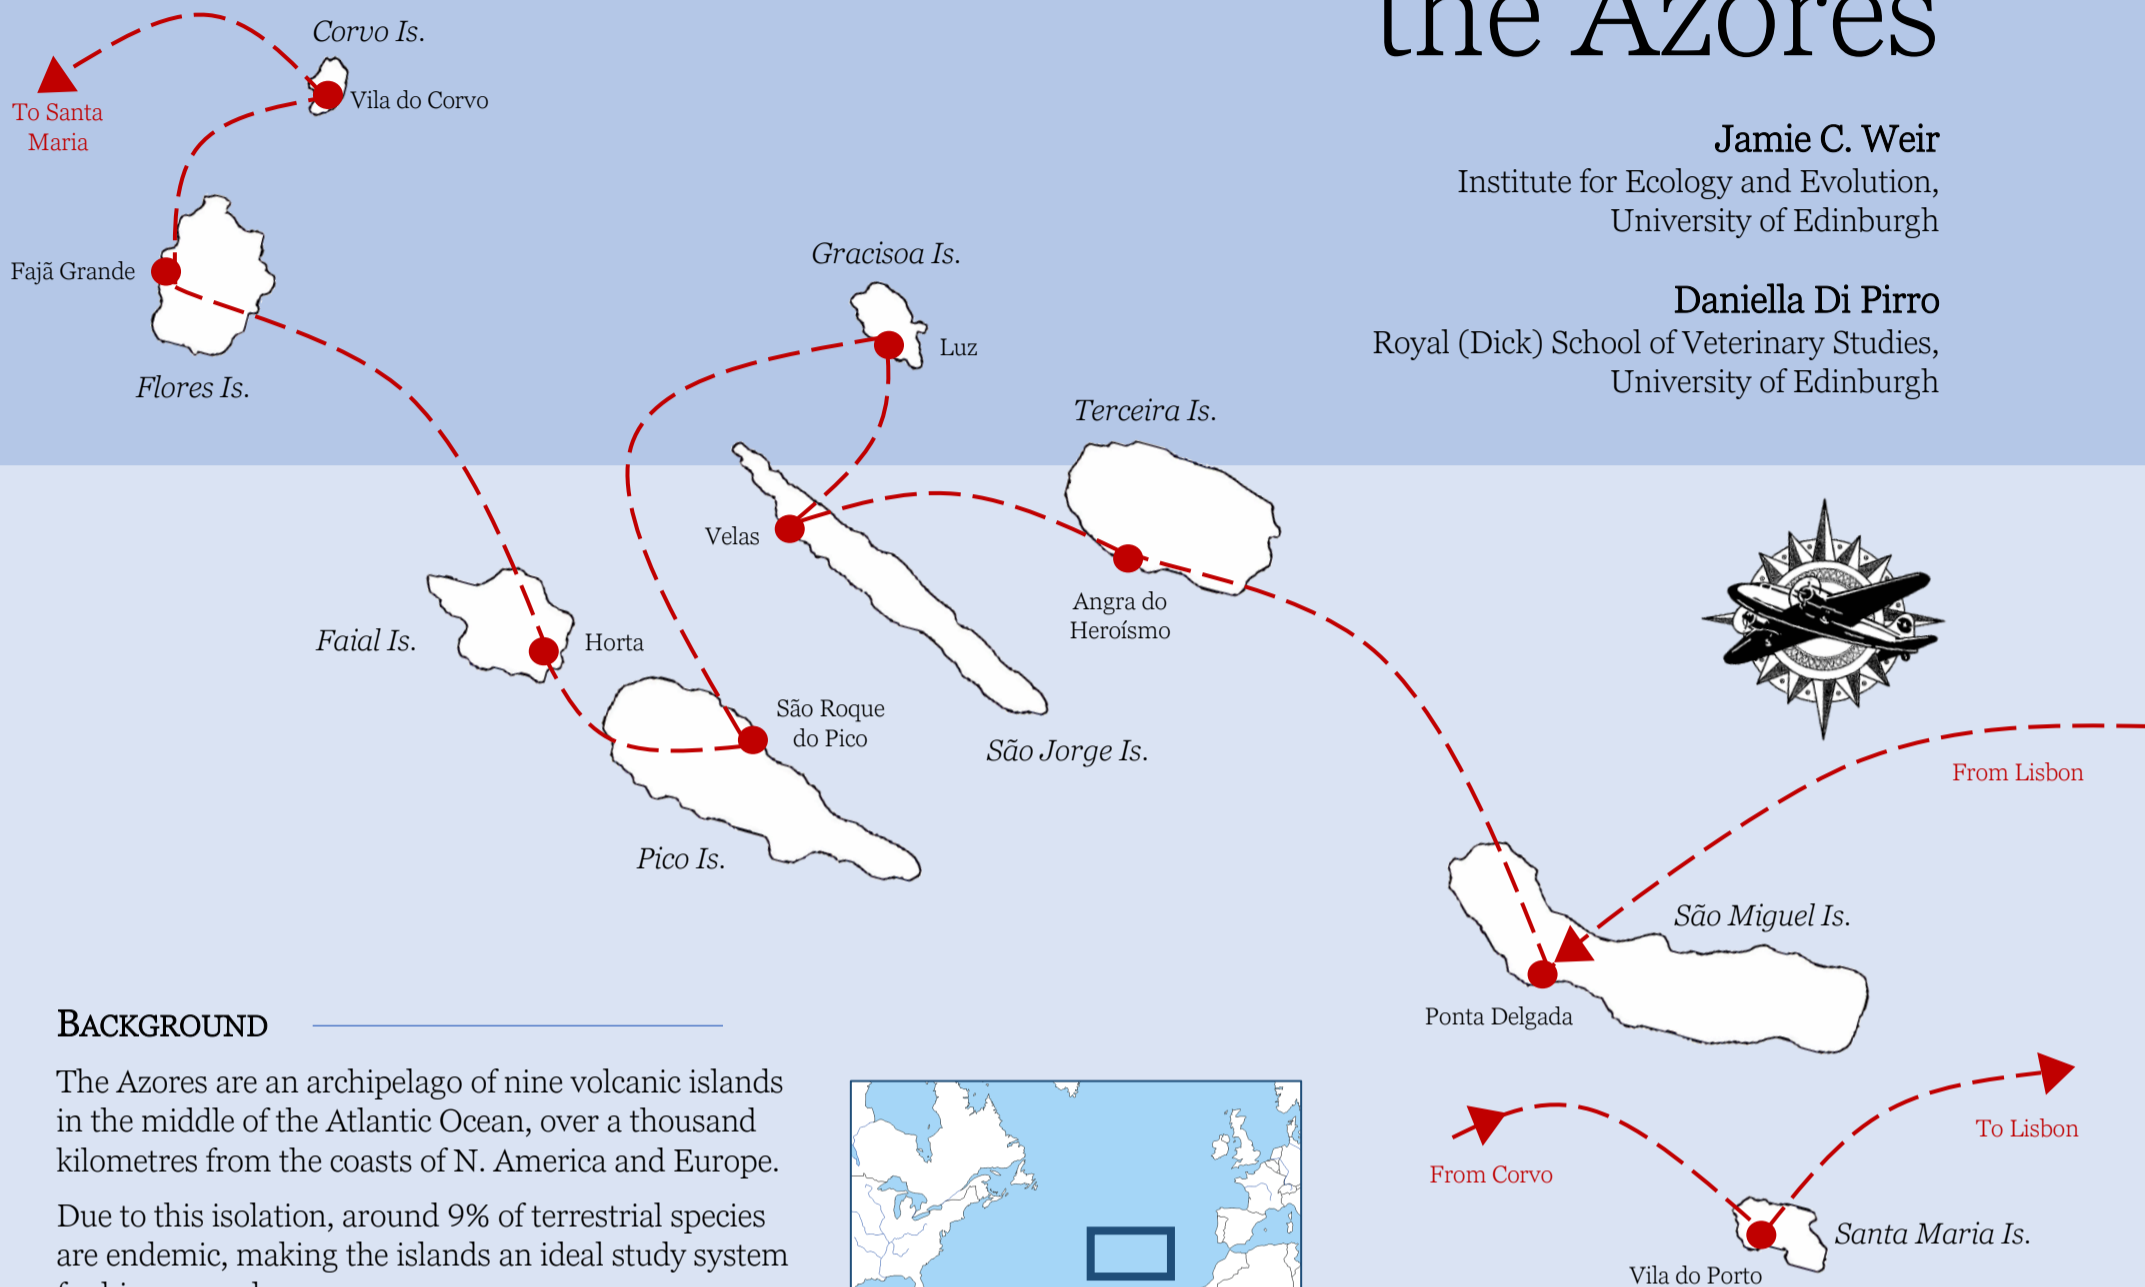 the Azores
Jamie C. Weir
Institute for Ecology and Evolution,
University of Edinburgh
Daniella Di Pirro
Royal (Dick) School of Veterinary Studies,
University of Edinburgh
Corvo Is.
Vila do Corvo
To Santa
Maria
Fajã Grande
Flores Is.
Gracisoa Is.
Luz
Terceira Is.
Velas
Angra do
Heroísmo
Faial Is.
Horta
São Roque
do Pico
São Jorge Is.
Pico Is.
From Lisbon
São Miguel Is.
Ponta Delgada
From Corvo
To Lisbon
Santa Maria Is.
Vila do Porto
BACKGROUND
The Azores are an archipelago of nine volcanic islands
in the middle of the Atlantic Ocean, over a thousand
kilometres from the coasts of N. America and Europe.
Due to this isolation, around 9% of terrestrial species
are endemic, making the islands an ideal study system